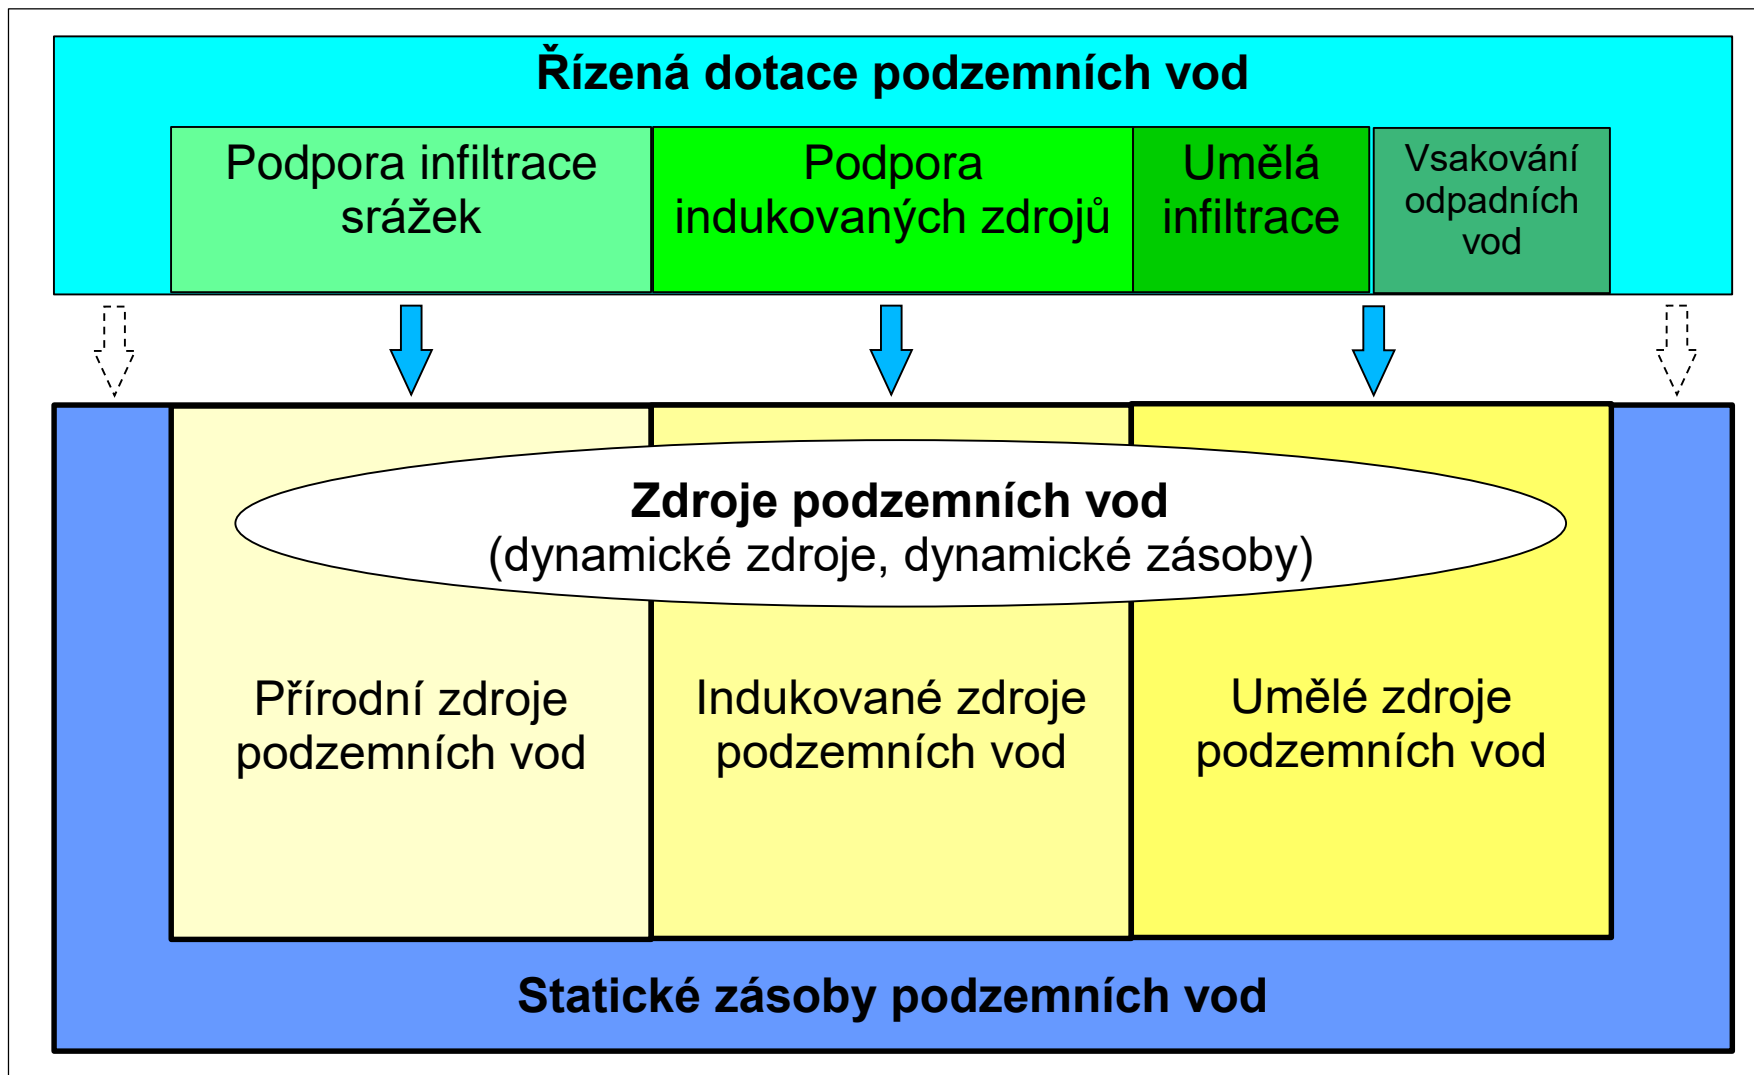 Řízená dotace podzemních vod
Podpora infiltrace
srážek
Podpora
indukovaných zdrojů
Umělá
infiltrace
Vsakování
odpadních
vod
Zdroje podzemních vod
(dynamické zdroje, dynamické zásoby)
Přírodní zdroje
podzemních vod
Indukované zdroje
podzemních vod
Umělé zdroje
podzemních vod
Statické zásoby podzemních vod